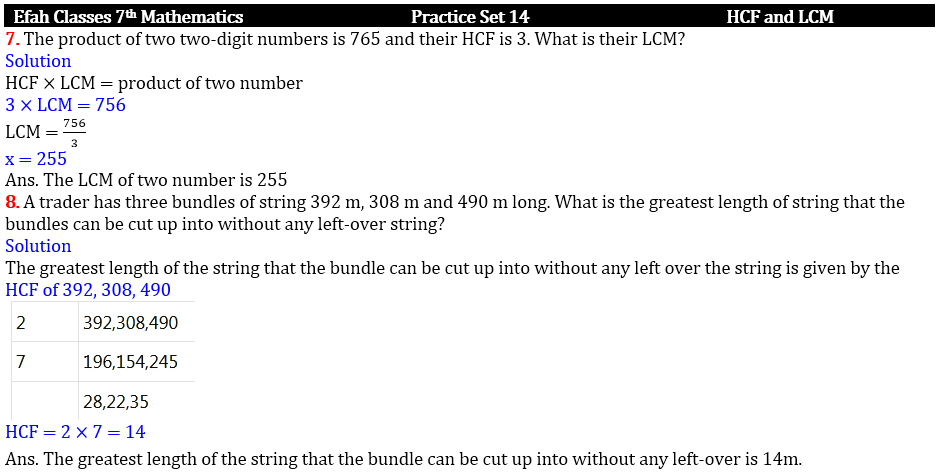 Efah Classes 7th Mathematics Practice Set 14 HCF and LCM
7. The product of two two-digit numbers is 765 and their HCF is 3. What is their LCM?
Solution
HCF × LCM = product of two number
3 × LCM = 756
LCM = 756/3
x = 255
Ans. The LCM of two number is 255
8. A trader has three bundles of string 392 m, 308 m and 490 m long. What is the greatest length of string that the
bundles can be cut up into without any left-over string?
Solution
The greatest length of the string that the bundle can be cut up into without any left over the string is given by the
HCF of 392, 308, 490
2 392,308,490
7 196,154,245
28,22,35
HCF = 2 × 7 = 14
Ans. The greatest length of the string that the bundle can be cut up into without any left-over is 14m.